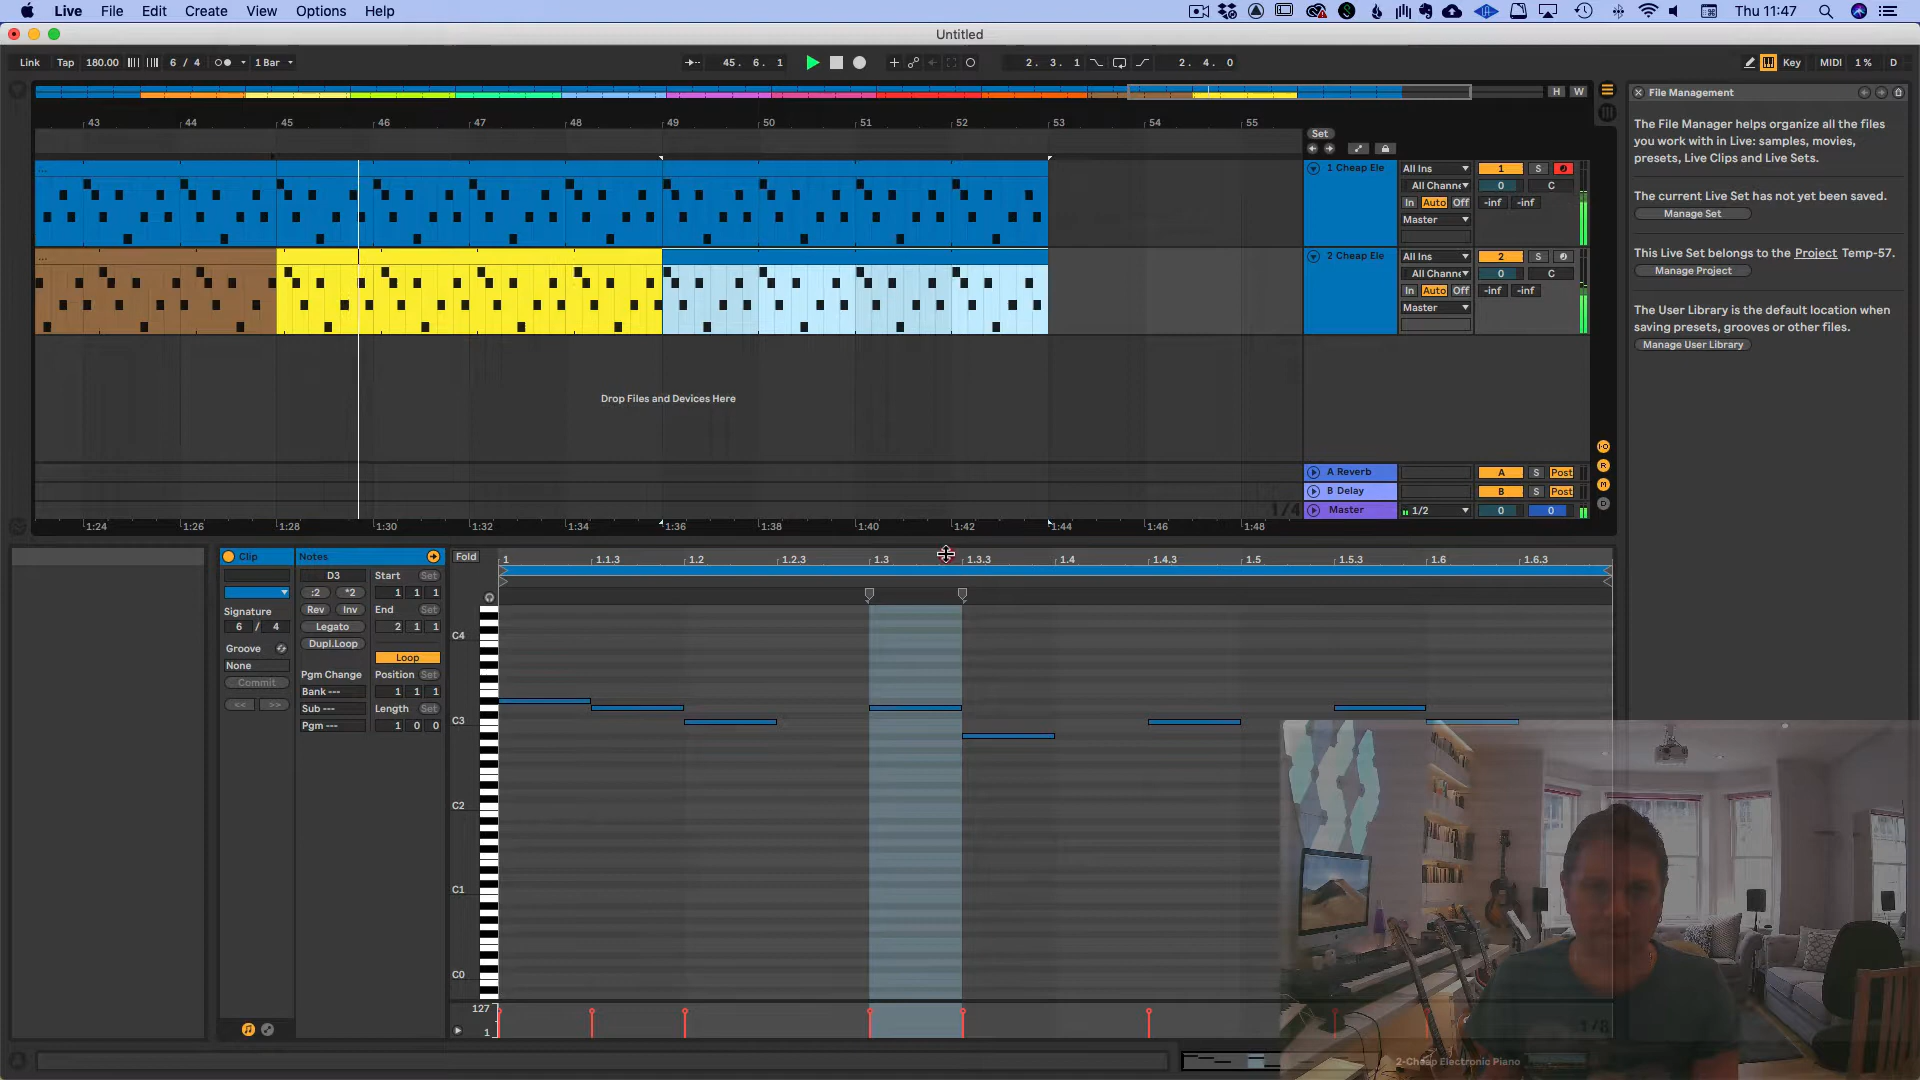 Live File Edit Create View Options Help Thu 11:47
Untitled
Link Tap 180.00 6 / 4 1 Bar 45. 6. 1 2. 3. 1 2. 4. 0 Key MIDI 1 % D
H W
43 44 45 46 47 48 49 50 51 52 53 54 55
Set
1 Cheap Ele All Ins 1 S
All Channe 0 C
In Auto Off -inf -inf
Master
2 Cheap Ele All Ins 2 S
All Channe 0 C
In Auto Off -inf -inf
Master
Drop Files and Devices Here
A Reverb A S Post
B Delay B S Post
Master 1/2 0 0
1/4
1:24 1:26 1:28 1:30 1:32 1:34 1:36 1:38 1:40 1:42 1:44 1:46 1:48
File Management
The File Manager helps organize all the files
you work with in Live: samples, movies,
presets, Live Clips and Live Sets.
The current Live Set has not yet been saved.
Manage Set
This Live Set belongs to the Project Temp-57.
Manage Project
The User Library is the default location when
saving presets, grooves or other files.
Manage User Library
I·O
R
M
D
Clip
Signature
6 / 4
Groove
None
Commit
<< >>
Notes
D3
:2 *2
Rev Inv
Legato
Dupl.Loop
Pgm Change
Bank ---
Sub ---
Pgm ---
Start Set
1 1 1
End Set
2 1 1
Loop
Position Set
1 1 1
Length Set
1 0 0
Fold 1 1.1.3 1.2 1.2.3 1.3 1.3.3 1.4 1.4.3 1.5 1.5.3 1.6 1.6.3
C4
C3
C2
C1
C0
127
1
1/8
2-Cheap Electronic Piano